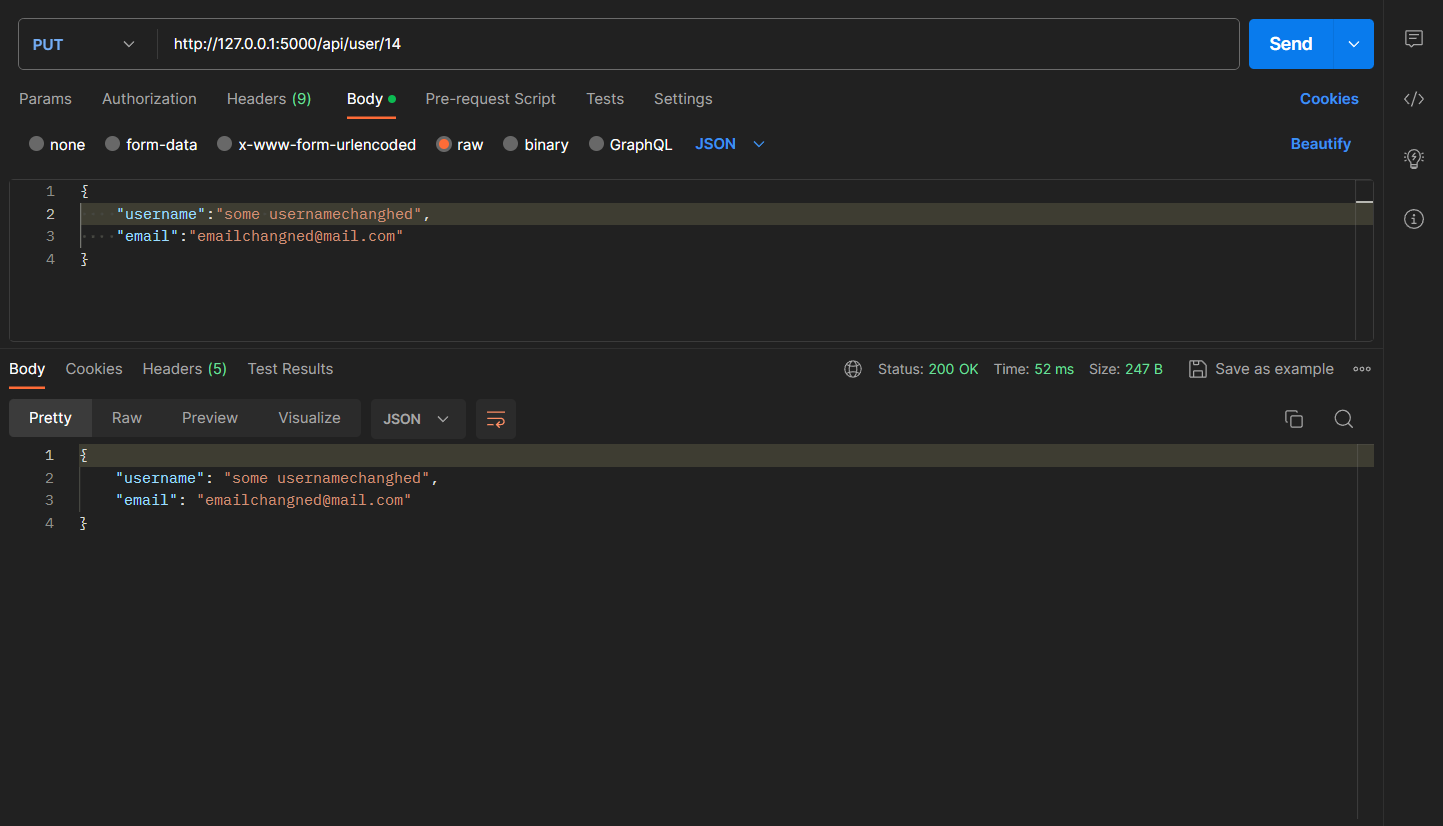 PUT http://127.0.0.1:5000/api/user/14 Send
Params Authorization Headers (9) Body Pre-request Script Tests Settings Cookies
none form-data x-www-form-urlencoded raw binary GraphQL JSON Beautify
1 {
2 "username":"some usernamechanghed",
3 "email":"emailchangned@mail.com"
4 }
Body Cookies Headers (5) Test Results Status: 200 OK Time: 52 ms Size: 247 B Save as example
Pretty Raw Preview Visualize JSON
1 {
2 "username": "some usernamechanghed",
3 "email": "emailchangned@mail.com"
4 }